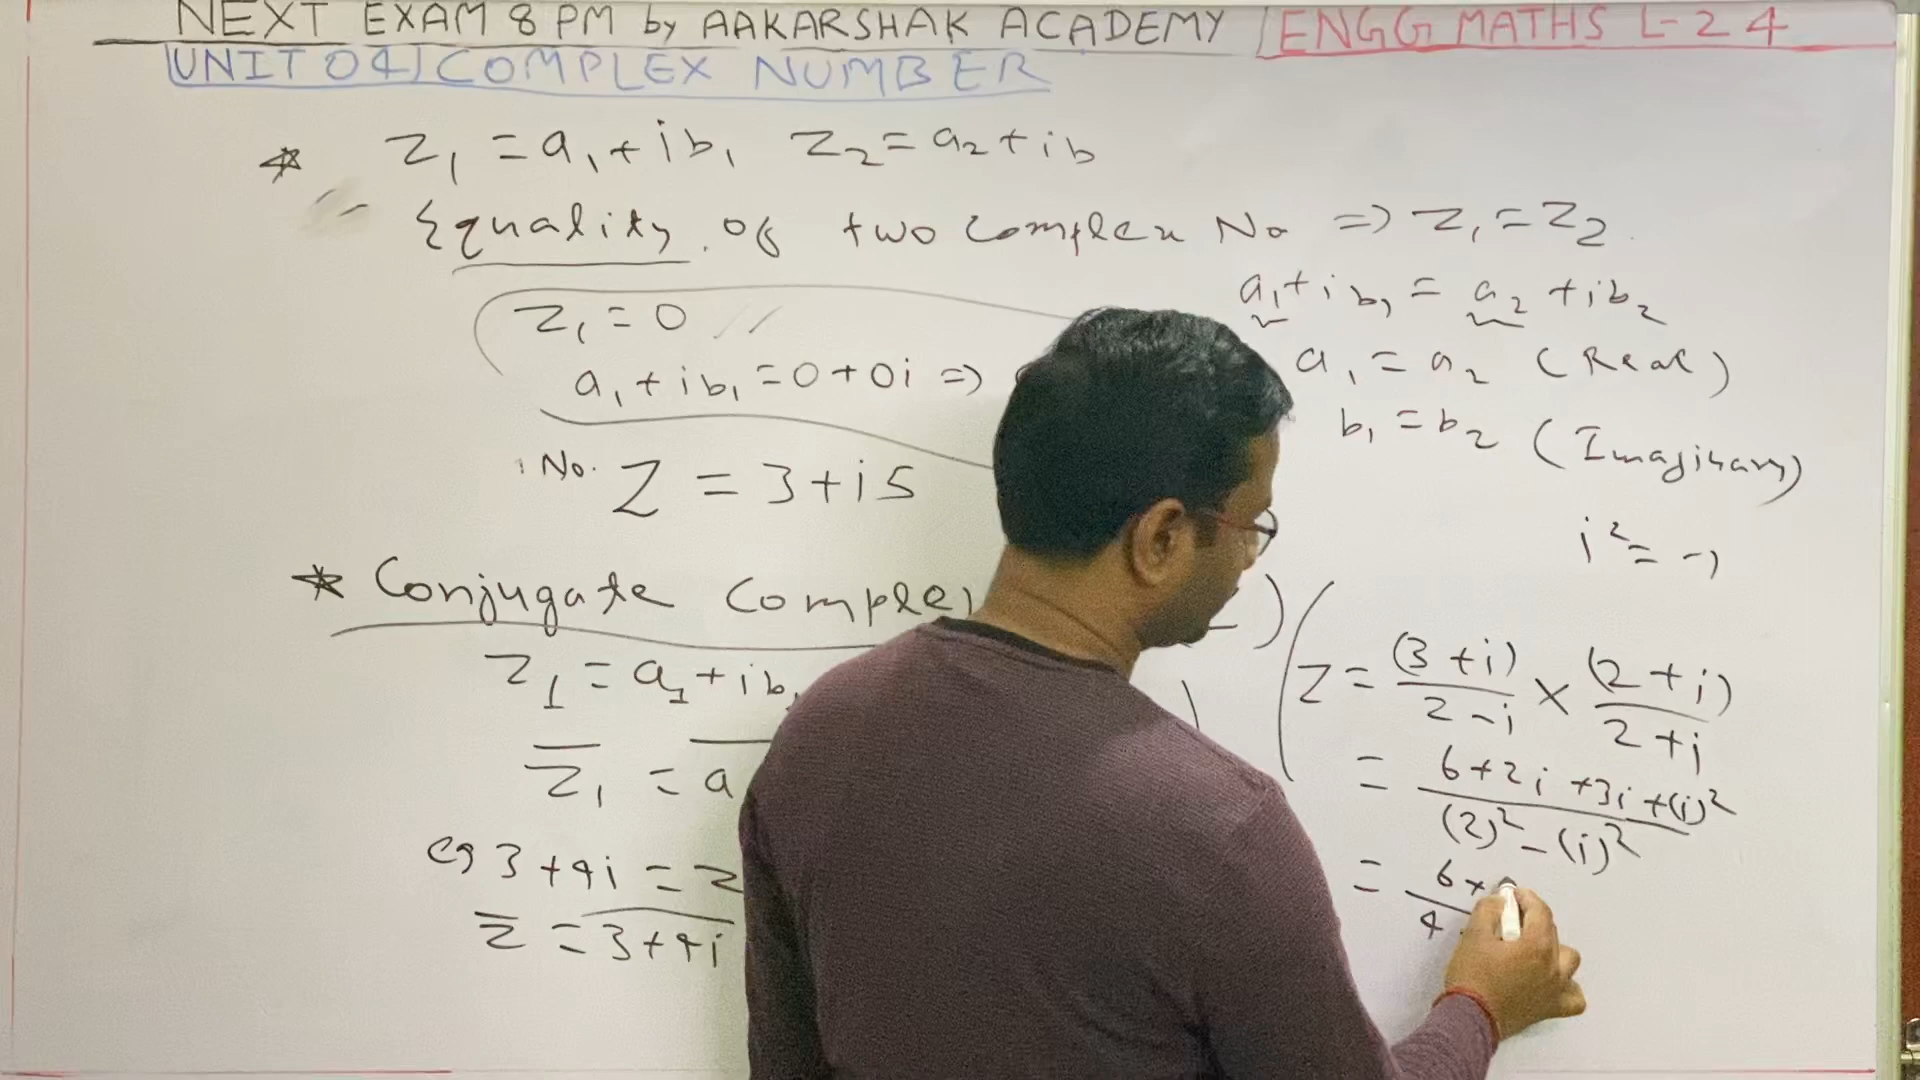 NEXT EXAM 8 PM by AAKARSHAK ACADEMY ENGG MATHS L-24
UNIT 04 COMPLEX NUMBER
* z₁ = a₁ + ib₁ z₂ = a₂ + ib
Equality of two complex No => z₁ = z₂
a₁ + ib₁ = a₂ + ib₂
z₁ = 0
a₁ = a₂ (Real)
a₁ + ib₁ = 0 + 0i =>
b₁ = b₂ (Imaginary)
No. Z = 3 + i5
i² = -1
* Conjugate Comple
z₁ = a₁ + ib₁
z̅₁ = a
eg 3 + 4i = z
z̅ = 3 + 4i
Z = (3 + i)/(2 - i) × (2 + i)/(2 + i)
= (6 + 2i + 3i + (i)²)/((2)² - (i)²)
= 6 +
4